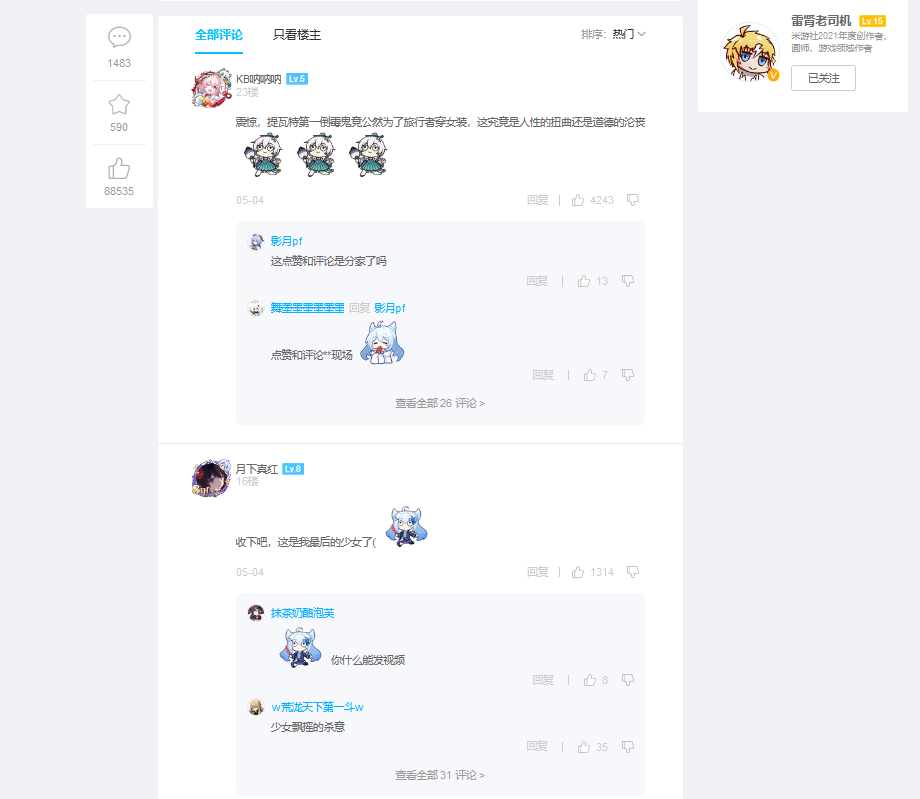 1483
590
88535
全部评论 只看楼主 排序：热门
KB呐呐呐 Lv.5
23楼
震惊，提瓦特第一倒霉鬼竟公然为了旅行者穿女装，这究竟是人性的扭曲还是道德的沦丧
05-04 回复 | 4243
影月pf
这点赞和评论是分家了吗
回复 | 13
舞墨墨墨墨墨墨 回复 影月pf
点赞和评论**现场
回复 | 7
查看全部 26 评论 >
月下真红 Lv.8
16楼
收下吧，这是我最后的少女了(
05-04 回复 | 1314
抹茶奶酪泡芙
你什么能发视频
回复 | 8
w荒泷天下第一斗w
少女飘摇的杀意
回复 | 35
查看全部 31 评论 >
雷臀老司机 Lv.15
米游社2021年度创作者、
画师、游戏领域作者
已关注